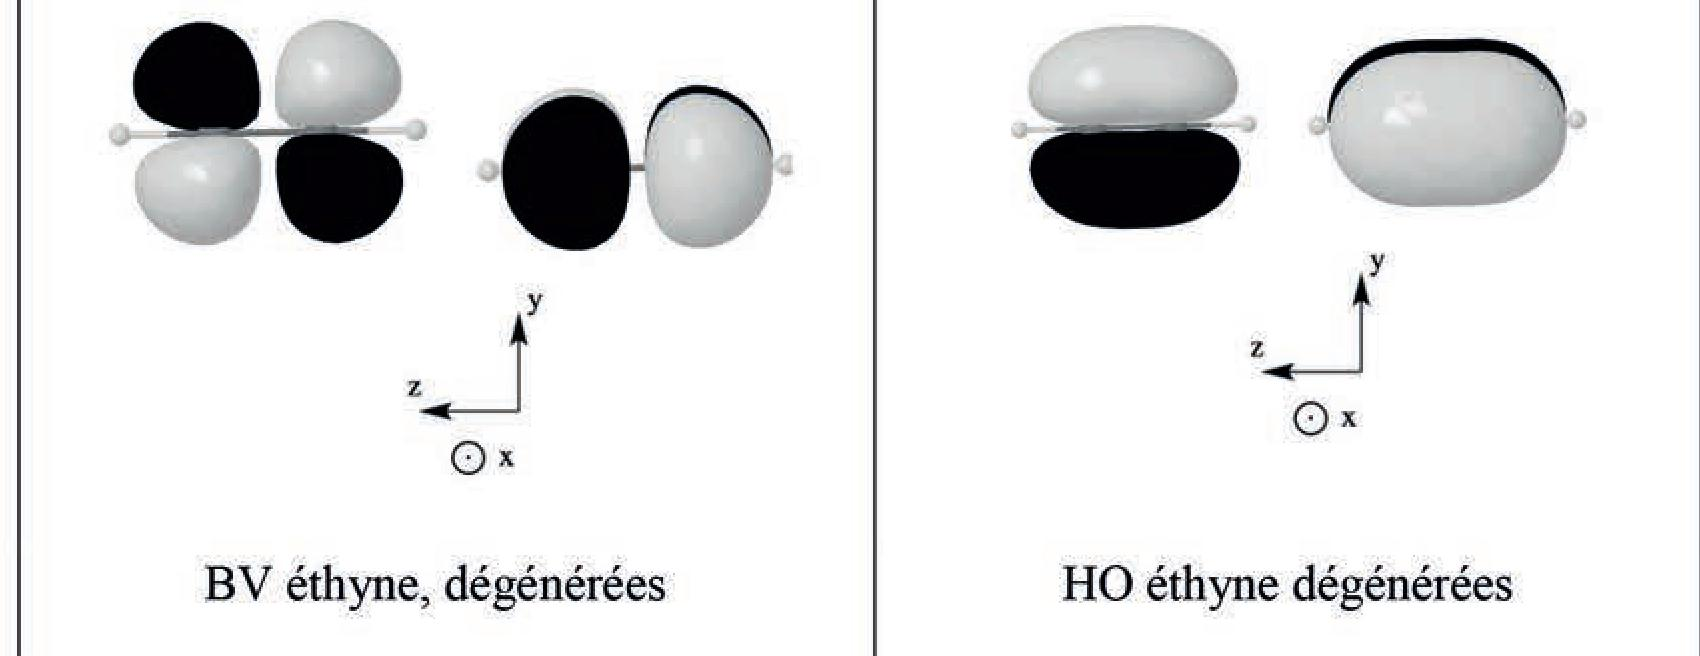 y
z
x
BV éthyne, dégénérées
y
z
x
HO éthyne dégénérées